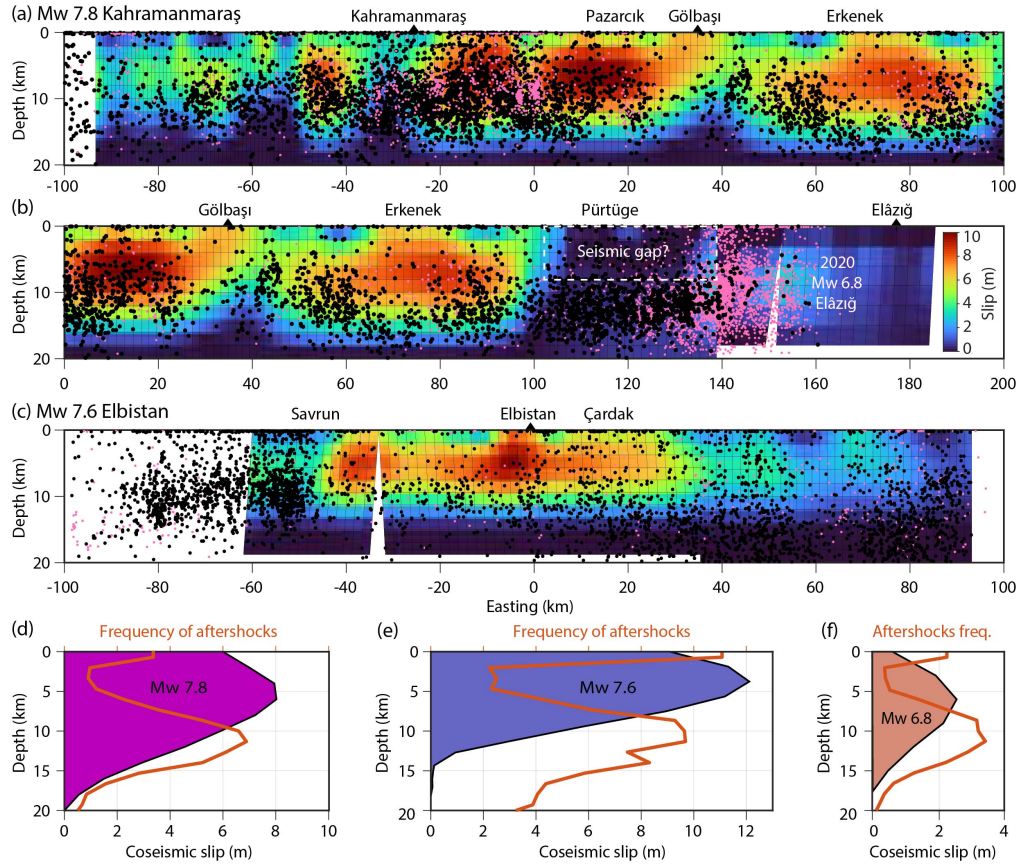 (a) Mw 7.8 Kahramanmaraş
Kahramanmaraş Pazarcık Gölbaşı Erkenek
Depth (km)
0
10
20
-100 -80 -60 -40 -20 0 20 40 60 80 100
(b)
Gölbaşı Erkenek Pürtüge Elâzığ
Depth (km)
0
10
20
Seismic gap?
2020
Mw 6.8
Elâzığ
10
8
6
4
2
0
Slip (m)
0 20 40 60 80 100 120 140 160 180 200
(c) Mw 7.6 Elbistan
Savrun Elbistan Çardak
Depth (km)
0
10
20
-100 -80 -60 -40 -20 0 20 40 60 80 100
Easting (km)
(d)
Frequency of aftershocks
Depth (km)
0
5
10
15
20
Mw 7.8
0 2 4 6 8 10
Coseismic slip (m)
(e)
Frequency of aftershocks
Depth (km)
0
5
10
15
20
Mw 7.6
0 2 4 6 8 10 12
Coseismic slip (m)
(f)
Aftershocks freq.
Depth (km)
0
5
10
15
20
Mw 6.8
0 2 4
Coseismic slip (m)